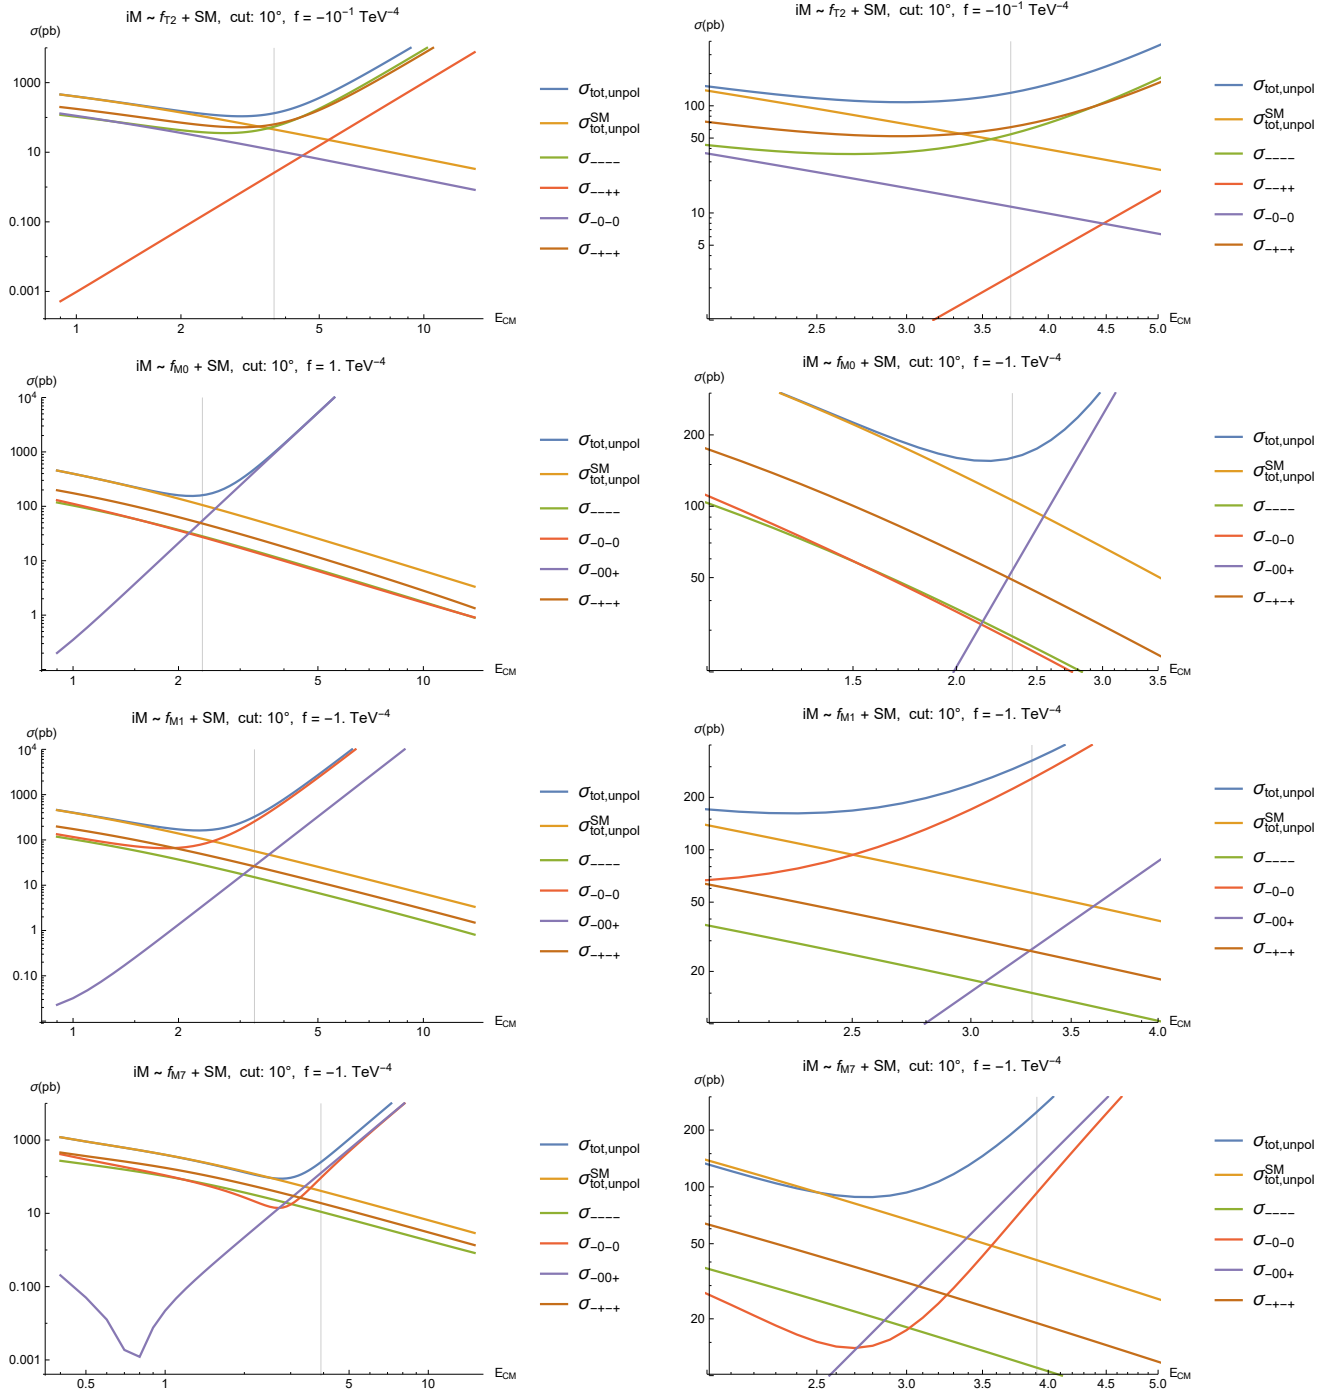 iM ~ f_T2 + SM, cut: 10°, f = −10⁻¹ TeV⁻⁴
σ(pb)
1000
10
0.100
0.001
1 2 5 10 E_CM
σ_tot,unpol
σ^SM_tot,unpol
σ_−−−−
σ_−−++
σ_−0−0
σ_−+−+
iM ~ f_T2 + SM, cut: 10°, f = −10⁻¹ TeV⁻⁴
σ(pb)
100
50
10
5
2.5 3.0 3.5 4.0 4.5 5.0 E_CM
σ_tot,unpol
σ^SM_tot,unpol
σ_−−−−
σ_−−++
σ_−0−0
σ_−+−+
iM ~ f_M0 + SM, cut: 10°, f = 1. TeV⁻⁴
σ(pb)
10⁴
1000
100
10
1
1 2 5 10 E_CM
σ_tot,unpol
σ^SM_tot,unpol
σ_−−−−
σ_−0−0
σ_−00+
σ_−+−+
iM ~ f_M0 + SM, cut: 10°, f = −1. TeV⁻⁴
σ(pb)
200
100
50
1.5 2.0 2.5 3.0 3.5 E_CM
σ_tot,unpol
σ^SM_tot,unpol
σ_−−−−
σ_−0−0
σ_−00+
σ_−+−+
iM ~ f_M1 + SM, cut: 10°, f = −1. TeV⁻⁴
σ(pb)
10⁴
1000
100
10
1
0.10
1 2 5 10 E_CM
σ_tot,unpol
σ^SM_tot,unpol
σ_−−−−
σ_−0−0
σ_−00+
σ_−+−+
iM ~ f_M1 + SM, cut: 10°, f = −1. TeV⁻⁴
σ(pb)
200
100
50
20
2.5 3.0 3.5 4.0 E_CM
σ_tot,unpol
σ^SM_tot,unpol
σ_−−−−
σ_−0−0
σ_−00+
σ_−+−+
iM ~ f_M7 + SM, cut: 10°, f = −1. TeV⁻⁴
σ(pb)
1000
10
0.100
0.001
0.5 1 5 10 E_CM
σ_tot,unpol
σ^SM_tot,unpol
σ_−−−−
σ_−0−0
σ_−00+
σ_−+−+
iM ~ f_M7 + SM, cut: 10°, f = −1. TeV⁻⁴
σ(pb)
200
100
50
20
2.5 3.0 3.5 4.0 4.5 5.0 E_CM
σ_tot,unpol
σ^SM_tot,unpol
σ_−−−−
σ_−0−0
σ_−00+
σ_−+−+